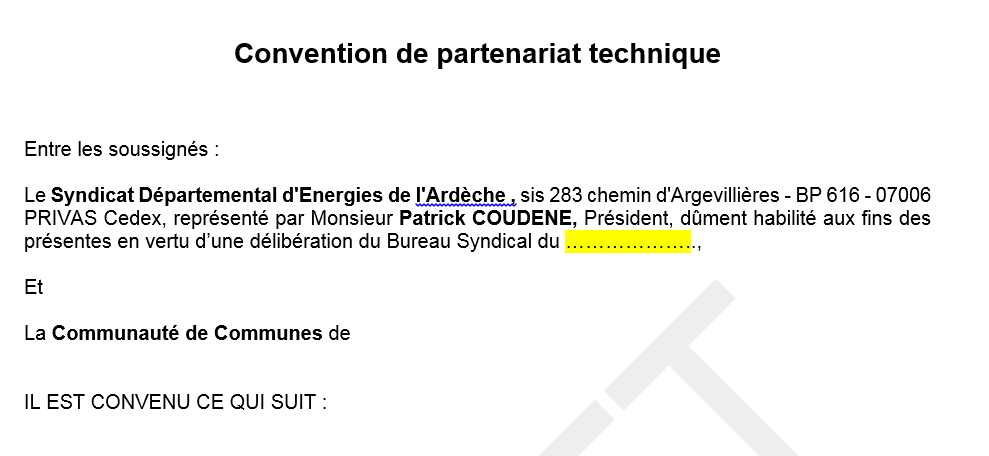 Convention de partenariat technique
Entre les soussignés :
Le Syndicat Départemental d'Energies de l'Ardèche , sis 283 chemin d'Argevillières - BP 616 - 07006
PRIVAS Cedex, représenté par Monsieur Patrick COUDENE, Président, dûment habilité aux fins des
présentes en vertu d’une délibération du Bureau Syndical du ………………..,
Et
La Communauté de Communes de
IL EST CONVENU CE QUI SUIT :